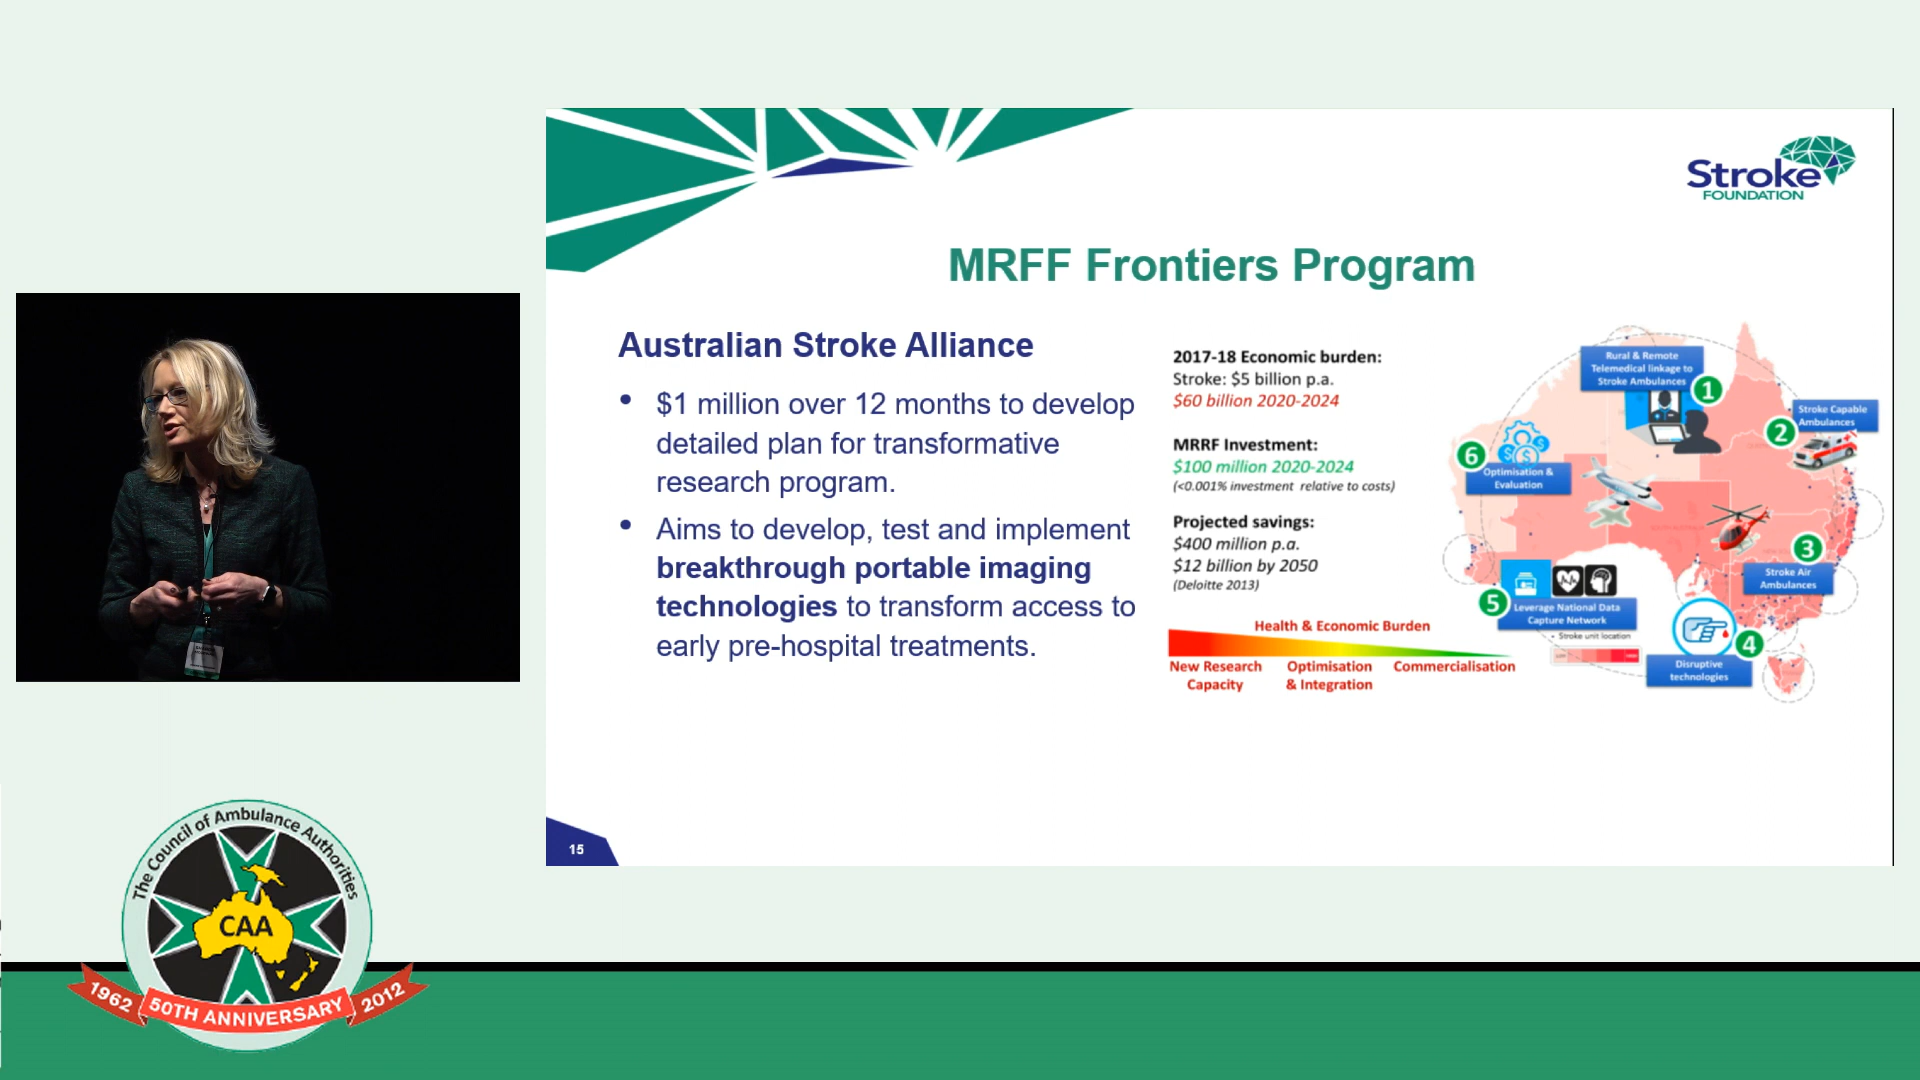 Stroke
FOUNDATION
MRFF Frontiers Program
Australian Stroke Alliance
• $1 million over 12 months to develop
detailed plan for transformative
research program.
• Aims to develop, test and implement
breakthrough portable imaging
technologies to transform access to
early pre-hospital treatments.
2017-18 Economic burden:
Stroke: $5 billion p.a.
$60 billion 2020-2024
MRRF Investment:
$100 million 2020-2024
(<0.001% investment relative to costs)
Projected savings:
$400 million p.a.
$12 billion by 2050
(Deloitte 2013)
Health & Economic Burden
New Research
Capacity
Optimisation
& Integration
Commercialisation
Rural & Remote
Telemedical linkage to
Stroke Ambulances
1
Stroke Capable
Ambulances
2
3
Stroke Air
Ambulances
4
Disruptive
technologies
5
Leverage National Data
Capture Network
• Stroke unit location
6
Optimisation &
Evaluation
15
The Council of Ambulance Authorities
CAA
1962 50TH ANNIVERSARY 2012